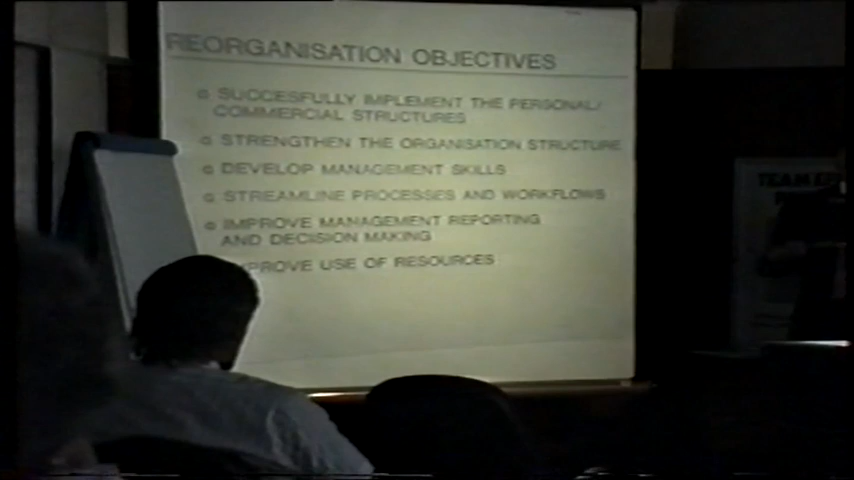 REORGANISATION OBJECTIVES
SUCCESFULLY IMPLEMENT THE PERSONAL/
COMMERCIAL STRUCTURES
STRENGTHEN THE ORGANISATION STRUCTURE
DEVELOP MANAGEMENT SKILLS
STREAMLINE PROCESSES AND WORKFLOWS
IMPROVE MANAGEMENT REPORTING
AND DECISION MAKING
USE OF RESOURCES
TEAM